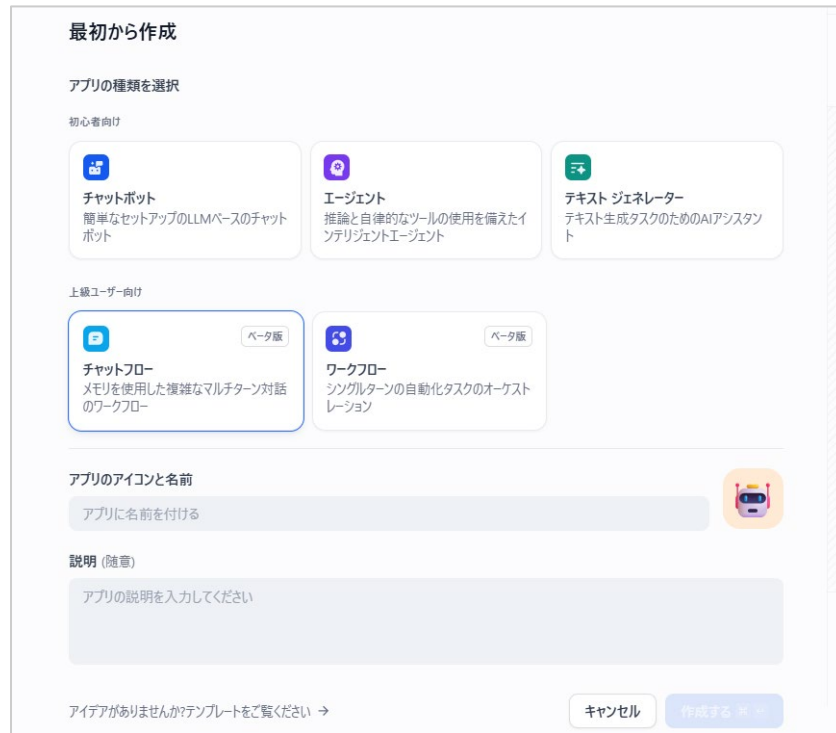 最初から作成
アプリの種類を選択
初心者向け
チャットボット
簡単なセットアップのLLMベースのチャット
ボット
エージェント
推論と自律的なツールの使用を備えたイ
ンテリジェントエージェント
テキスト ジェネレーター
テキスト生成タスクのためのAIアシスタン
ト
上級ユーザー向け
ベータ版
チャットフロー
メモリを使用した複雑なマルチターン対話
のワークフロー
ベータ版
ワークフロー
シングルターンの自動化タスクのオーケスト
レーション
アプリのアイコンと名前
アプリに名前を付ける
説明 (随意)
アプリの説明を入力してください
アイデアがありませんか?テンプレートをご覧ください →
キャンセル
作成する